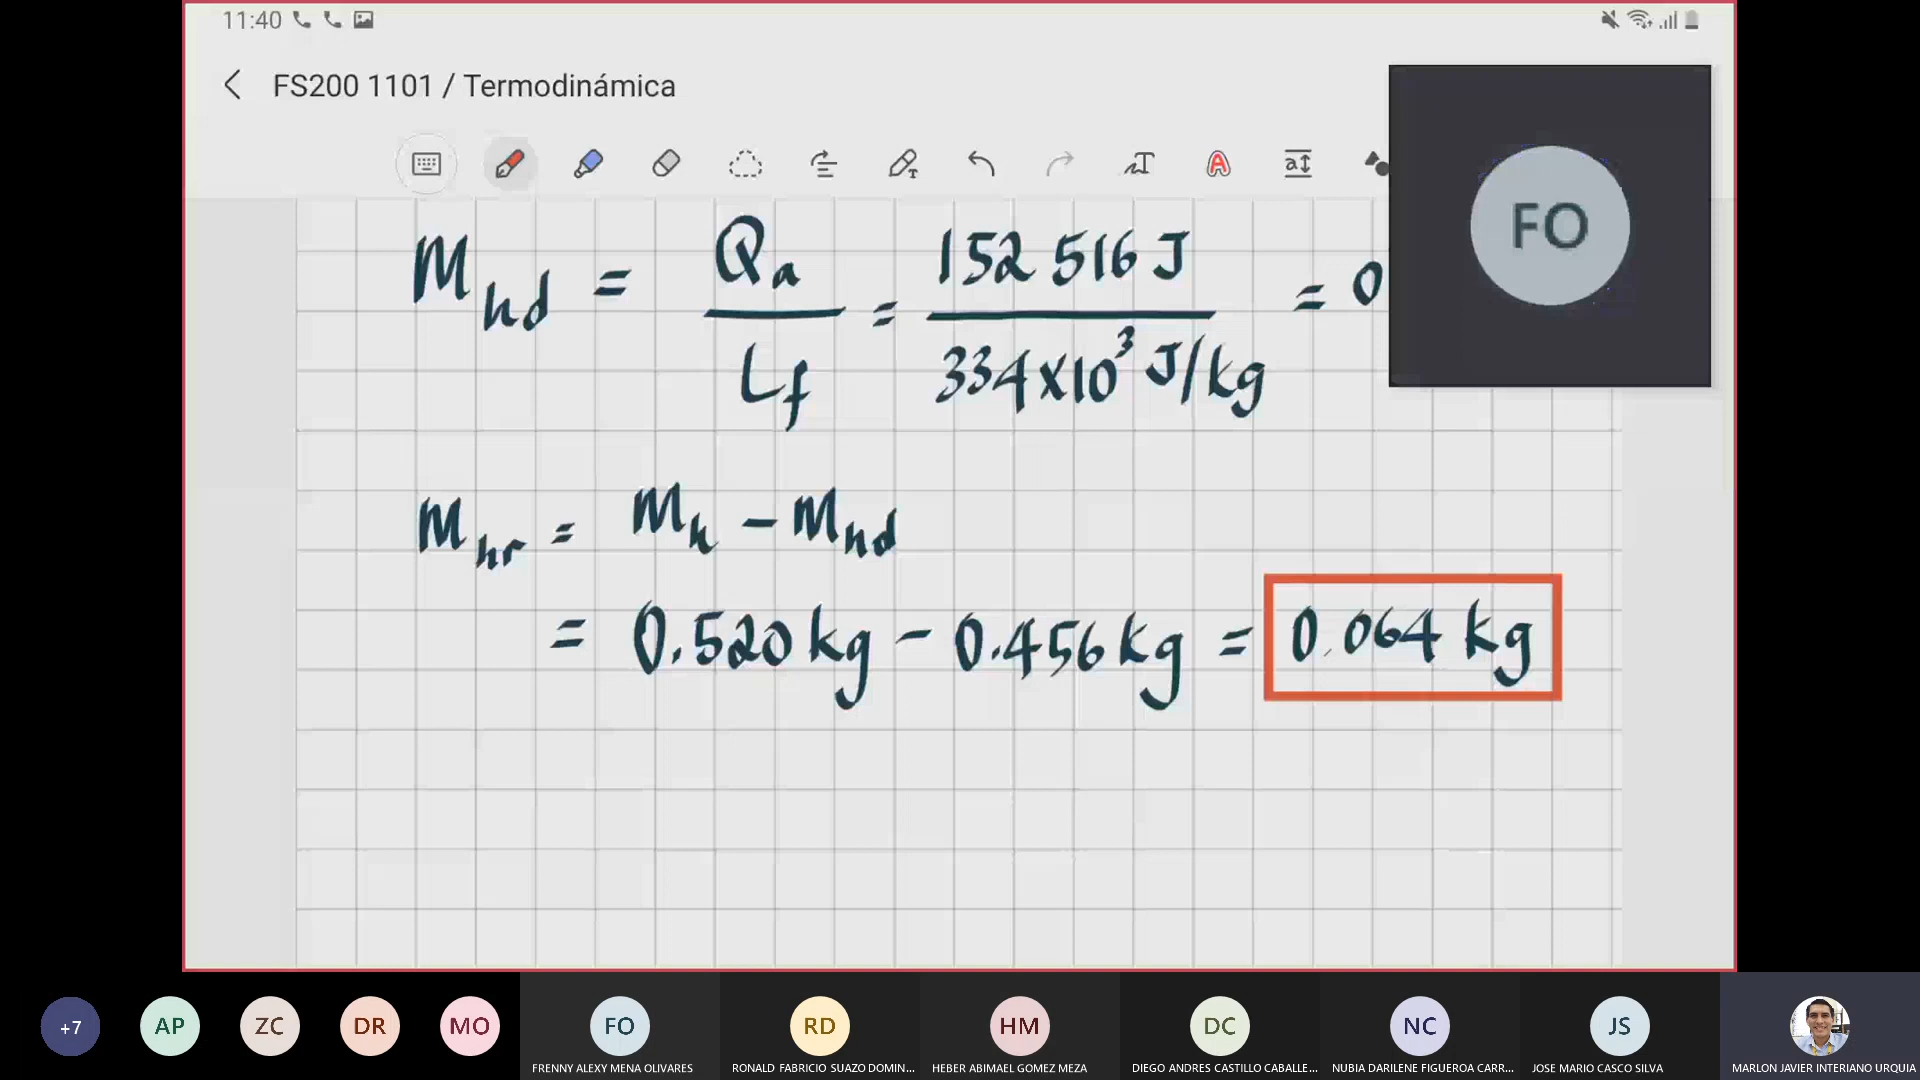 11:40
FS200 1101 / Termodinámica
FO
M_hd = Q_a / L_f = 152 516 J / 334x10³ J/kg = 0
M_hr = M_h - M_hd
= 0.520 kg - 0.456 kg = 0.064 kg
+7 AP ZC DR MO FO RD HM DC NC JS
FRENNY ALEXY MENA OLIVARES RONALD FABRICIO SUAZO DOMIN... HEBER ABIMAEL GOMEZ MEZA DIEGO ANDRES CASTILLO CABALLE... NUBIA DARILENE FIGUEROA CARR... JOSE MARIO CASCO SILVA MARLON JAVIER INTERIANO URQUIA